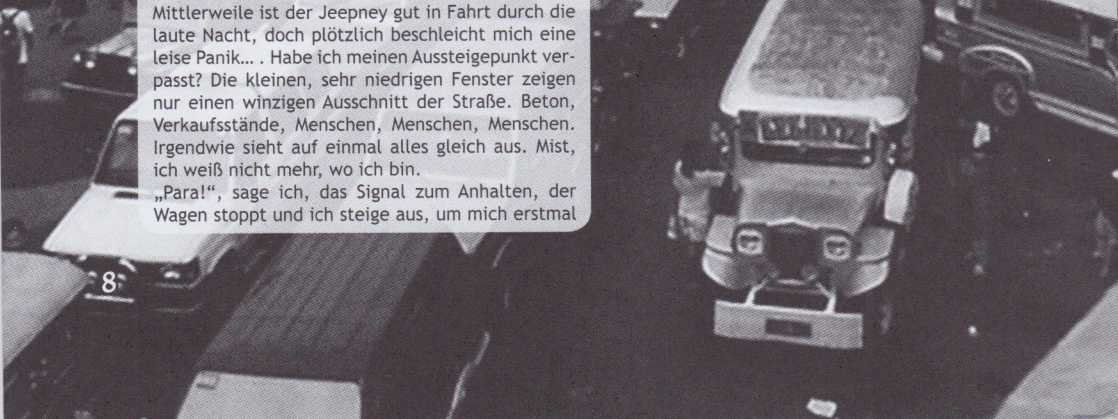 Mittlerweile ist der Jeepney gut in Fahrt durch die
laute Nacht, doch plötzlich beschleicht mich eine
leise Panik... . Habe ich meinen Aussteigepunkt ver-
passt? Die kleinen, sehr niedrigen Fenster zeigen
nur einen winzigen Ausschnitt der Straße. Beton,
Verkaufsstände, Menschen, Menschen, Menschen.
Irgendwie sieht auf einmal alles gleich aus. Mist,
ich weiß nicht mehr, wo ich bin.
„Para!“, sage ich, das Signal zum Anhalten, der
Wagen stoppt und ich steige aus, um mich erstmal
8